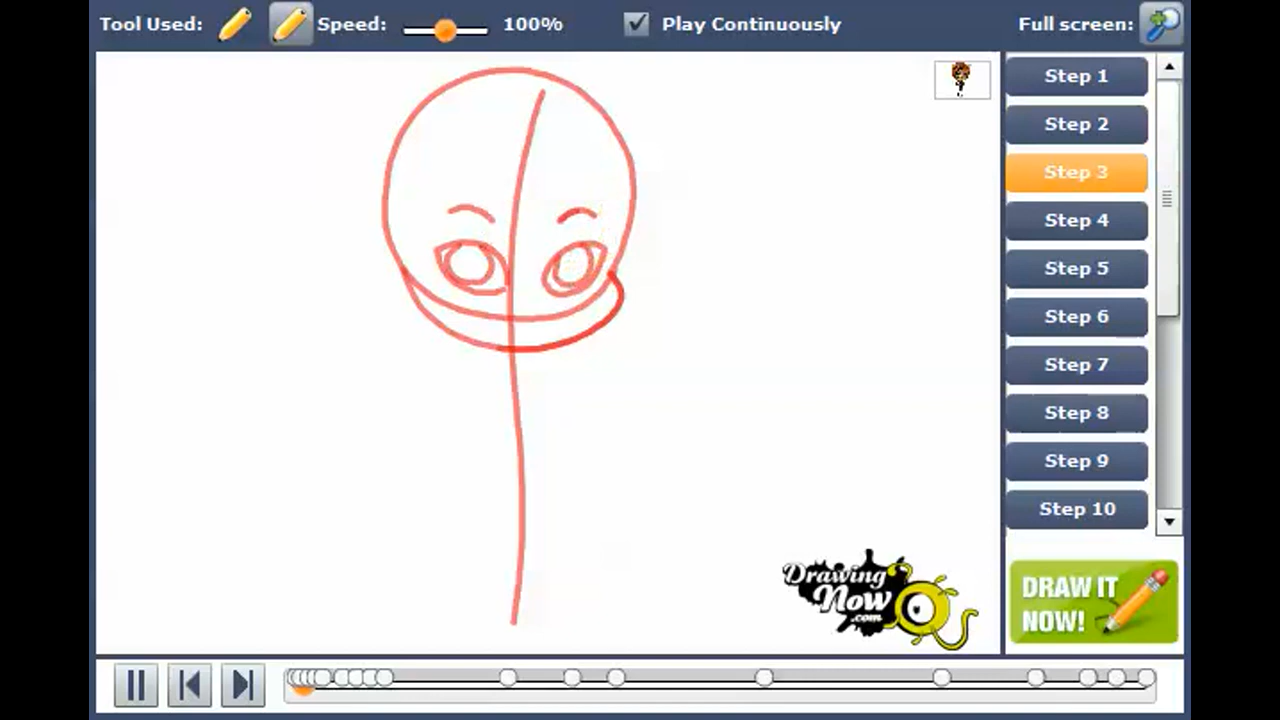 Tool Used:
Speed:
100%
Play Continuously
Full screen:
Step 1
Step 2
Step 3
Step 4
Step 5
Step 6
Step 7
Step 8
Step 9
Step 10
Drawing
Now
.com
DRAW IT
NOW!